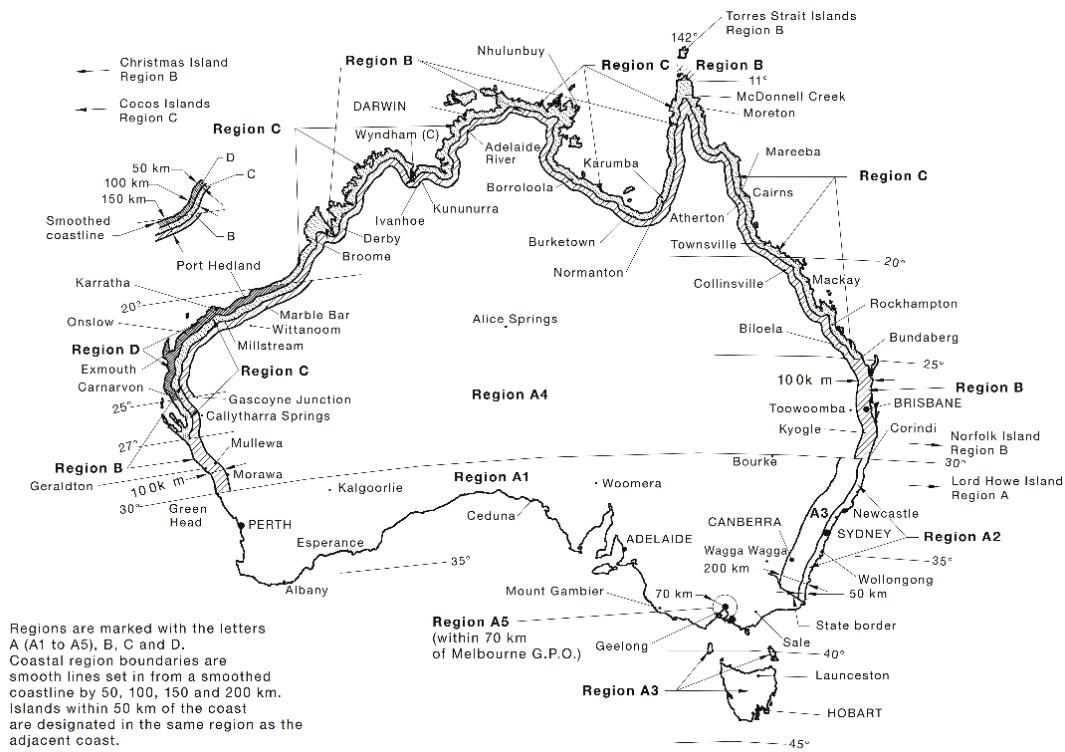 Torres Strait Islands
Region B
142°
Nhulunbuy
Christmas Island
Region B
Region B
Region C
Region B
11°
Cocos Islands
Region C
DARWIN
McDonnell Creek
Moreton
Region C
Wyndham (C)
Adelaide
River
Mareeba
D
50 km
C
100 km
150 km
Karumba
Region C
Borroloola
Cairns
Kununurra
Ivanhoe
Atherton
Smoothed
coastline
B
Derby
Burketown
Townsville
Broome
Port Hedland
Normanton
20°
Collinsville
Mackay
Karratha
20°
Marble Bar
Rockhampton
Onslow
Wittanoom
Alice Springs
Biloela
Millstream
Bundaberg
Region D
Exmouth
Region C
25°
Carnarvon
100k m
Region B
Region A4
25°
Gascoyne Junction
Toowoomba
BRISBANE
Callytharra Springs
Kyogle
Corindi
27°
Mullewa
Norfolk Island
Region B
Region B
Morawa
Bourke
30°
Geraldton
100k m
Region A1
Lord Howe Island
Region A
30°
Kalgoorlie
Woomera
Green
Head
Ceduna
A3
Newcastle
PERTH
CANBERRA
SYDNEY
Esperance
ADELAIDE
Region A2
Wagga Wagga
35°
35°
200 km
Wollongong
Albany
Mount Gambier
70 km
50 km
Region A5
(within 70 km
of Melbourne G.P.O.)
State border
Geelong
Sale
40°
Launceston
Region A3
HOBART
45°
Regions are marked with the letters
A (A1 to A5), B, C and D.
Coastal region boundaries are
smooth lines set in from a smoothed
coastline by 50, 100, 150 and 200 km.
Islands within 50 km of the coast
are designated in the same region as the
adjacent coast.